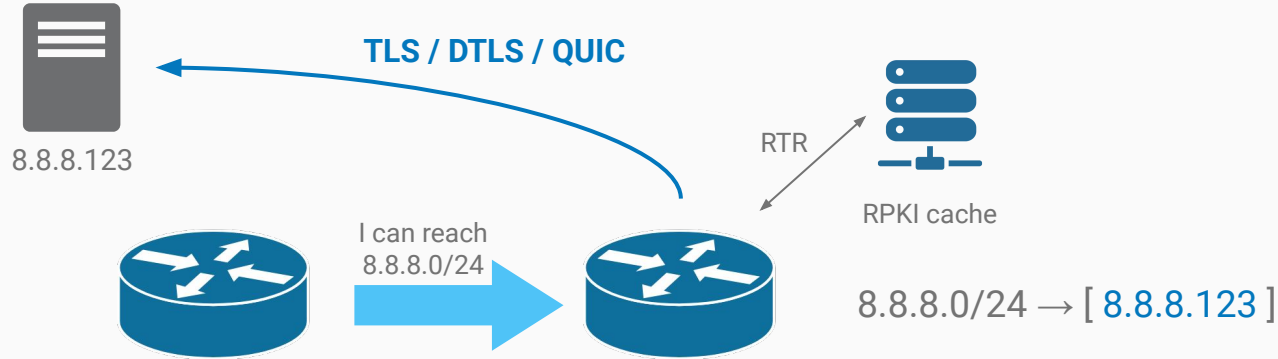 TLS / DTLS / QUIC
8.8.8.123
RTR
RPKI cache
I can reach
8.8.8.0/24
8.8.8.0/24 → [ 8.8.8.123 ]